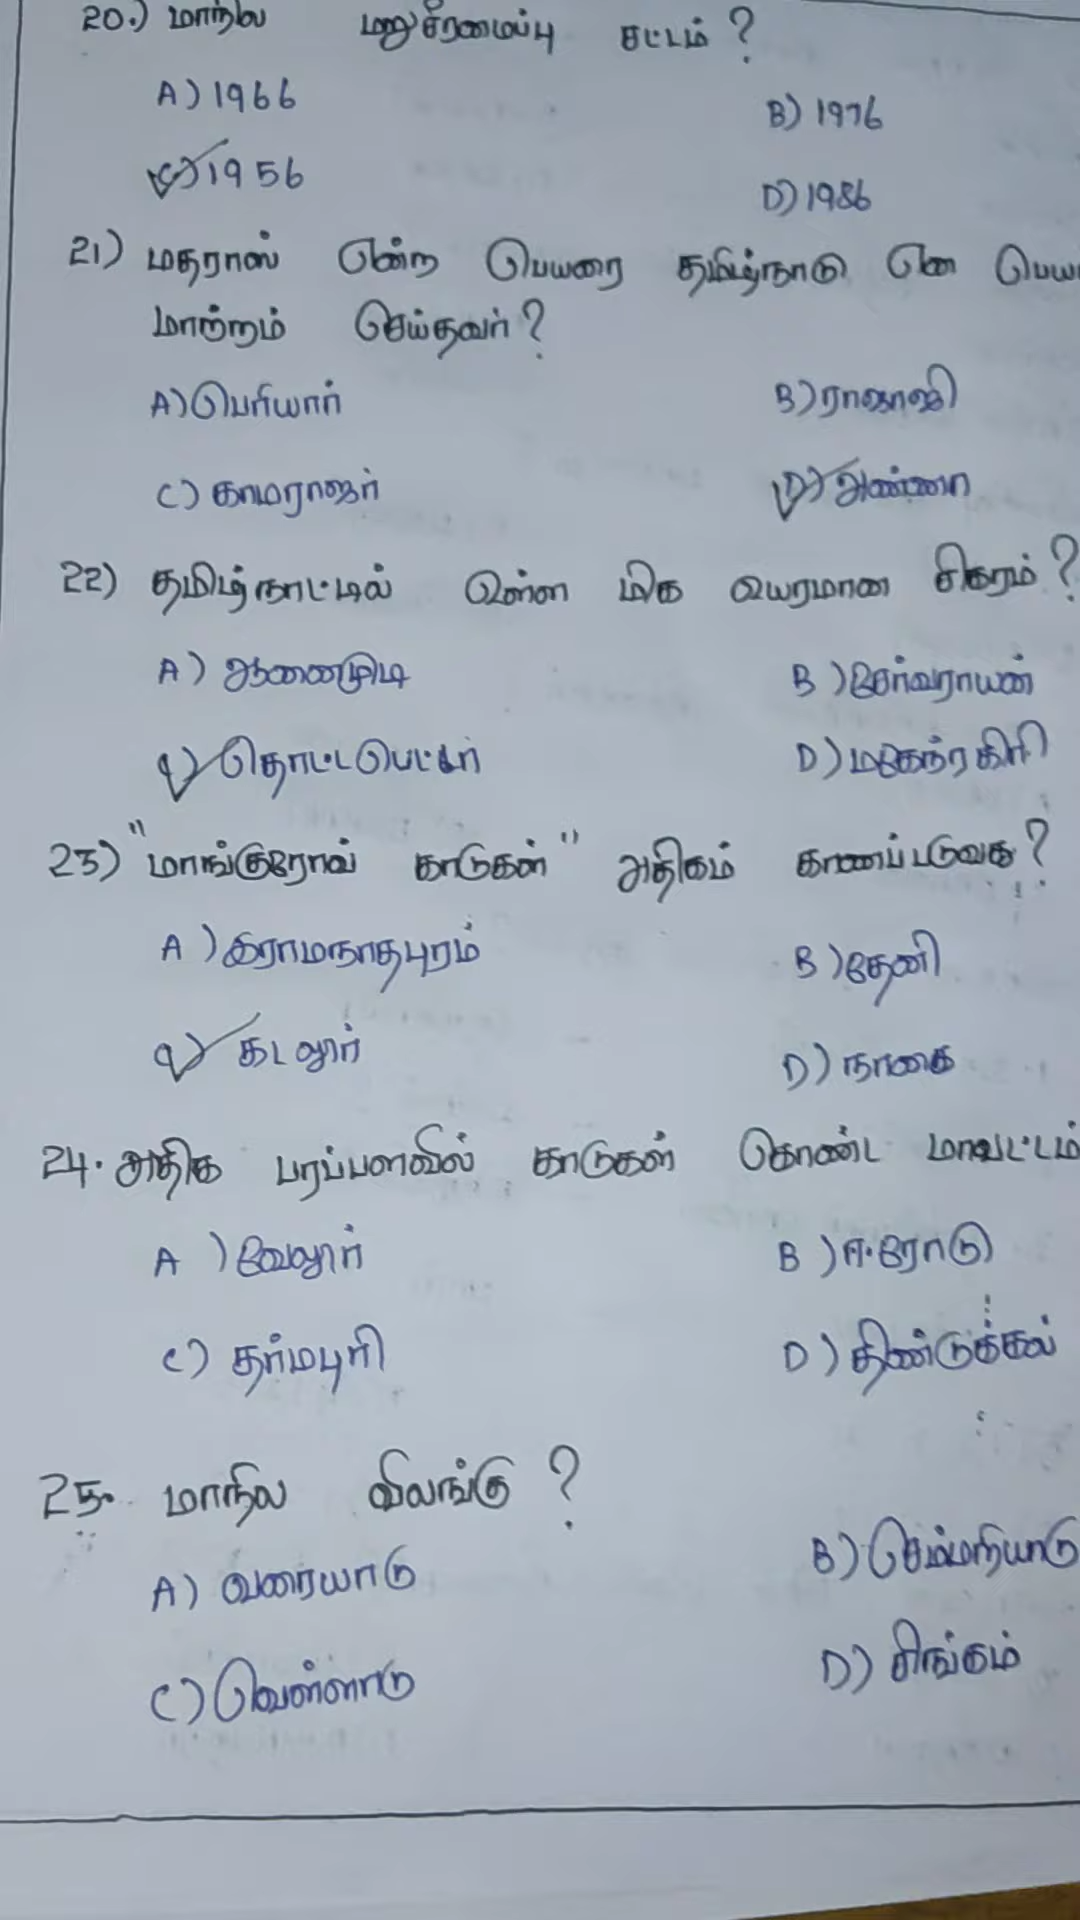 20.) மாநில மறுசீரமைப்பு சட்டம் ?
A) 1966 B) 1976
C) 1956 D) 1986
21) மதராஸ் என்ற பெயரை தமிழ்நாடு என பெய
மாற்றம் செய்தவர் ?
A) பெரியார் B) ராஜாஜி
C) காமராஜர் D) அண்ணா
22) தமிழ்நாட்டில் உள்ள மிக உயரமான சிகரம் ?
A) ஆனைமுடி B) சேர்வராயன்
C) தொட்டபெட்டா D) மகேந்ரகிரி
23) "மாங்குரோவ் காடுகள்" அதிகம் காணப்படுவது ?
A) இராமநாதபுரம் B) தேனி
C) கடலூர் D) நாகை
24. அதிக பரப்பளவில் காடுகள் கொண்ட மாவட்டம்
A) வேலூர் B) ஈரோடு
C) தர்மபுரி D) திண்டுக்கல்
25. மாநில விலங்கு ?
A) வரையாடு B) செம்மறியாடு
C) வெள்ளாடு D) சிங்கம்